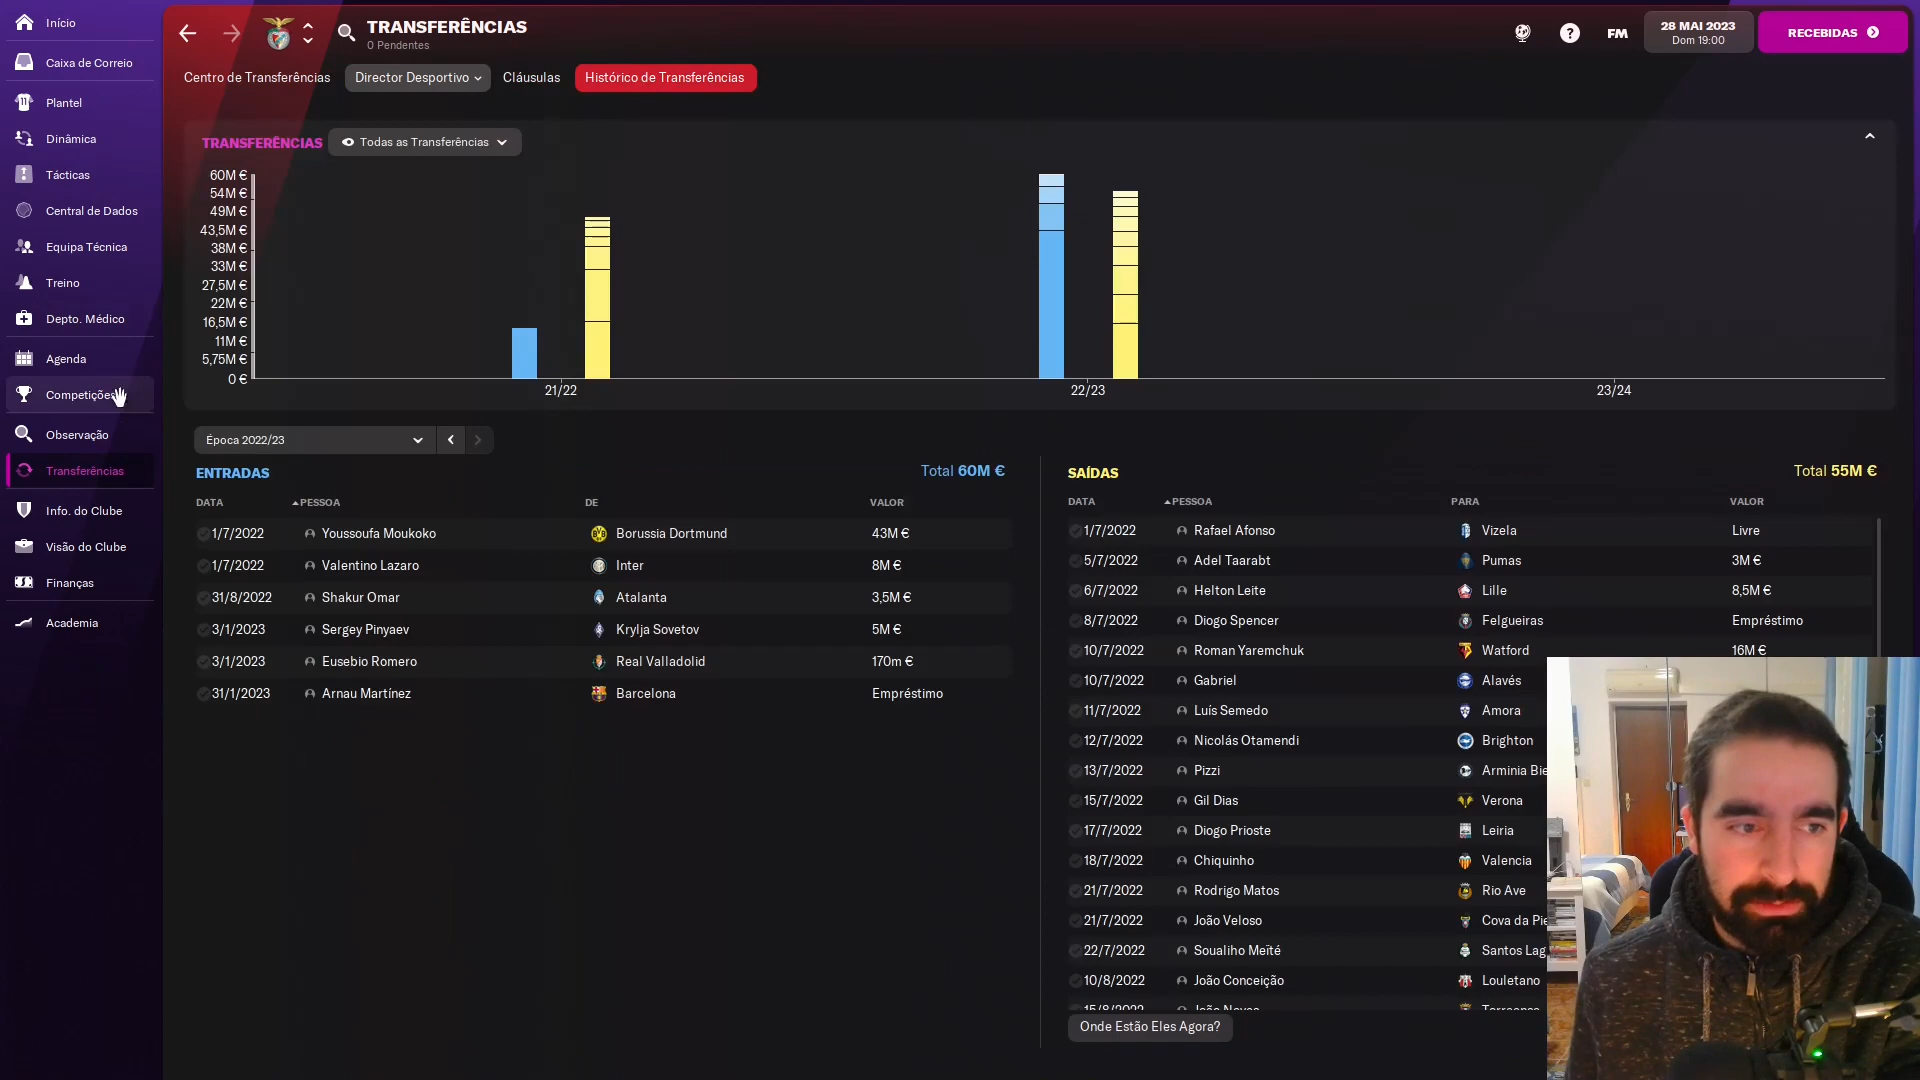 Início
Caixa de Correio
Plantel
Dinâmica
Tácticas
Central de Dados
Equipa Técnica
Treino
Depto. Médico
Agenda
Competições
Observação
Transferências
Info. do Clube
Visão do Clube
Finanças
Academia
TRANSFERÊNCIAS
0 Pendentes
FM
28 MAI 2023
Dom 19:00
RECEBIDAS
Centro de Transferências
Director Desportivo
Cláusulas
Histórico de Transferências
TRANSFERÊNCIAS
Todas as Transferências
60M €
54M €
49M €
43,5M €
38M €
33M €
27,5M €
22M €
16,5M €
11M €
5,75M €
0 €
21/22 22/23 23/24
Época 2022/23
ENTRADAS Total 60M €
DATA PESSOA DE VALOR
1/7/2022 Youssoufa Moukoko Borussia Dortmund 43M €
1/7/2022 Valentino Lazaro Inter 8M €
31/8/2022 Shakur Omar Atalanta 3,5M €
3/1/2023 Sergey Pinyaev Krylja Sovetov 5M €
3/1/2023 Eusebio Romero Real Valladolid 170m €
31/1/2023 Arnau Martínez Barcelona Empréstimo
SAÍDAS Total 55M €
DATA PESSOA PARA VALOR
1/7/2022 Rafael Afonso Vizela Livre
5/7/2022 Adel Taarabt Pumas 3M €
6/7/2022 Helton Leite Lille 8,5M €
8/7/2022 Diogo Spencer Felgueiras Empréstimo
10/7/2022 Roman Yaremchuk Watford 16M €
10/7/2022 Gabriel Alavés
11/7/2022 Luís Semedo Amora
12/7/2022 Nicolás Otamendi Brighton
13/7/2022 Pizzi Arminia Bie
15/7/2022 Gil Dias Verona
17/7/2022 Diogo Prioste Leiria
18/7/2022 Chiquinho Valencia
21/7/2022 Rodrigo Matos Rio Ave
21/7/2022 João Veloso Cova da Pie
22/7/2022 Soualiho Meïté Santos Lag
10/8/2022 João Conceição Louletano
15/8/2022 João Neves
Onde Estão Eles Agora?